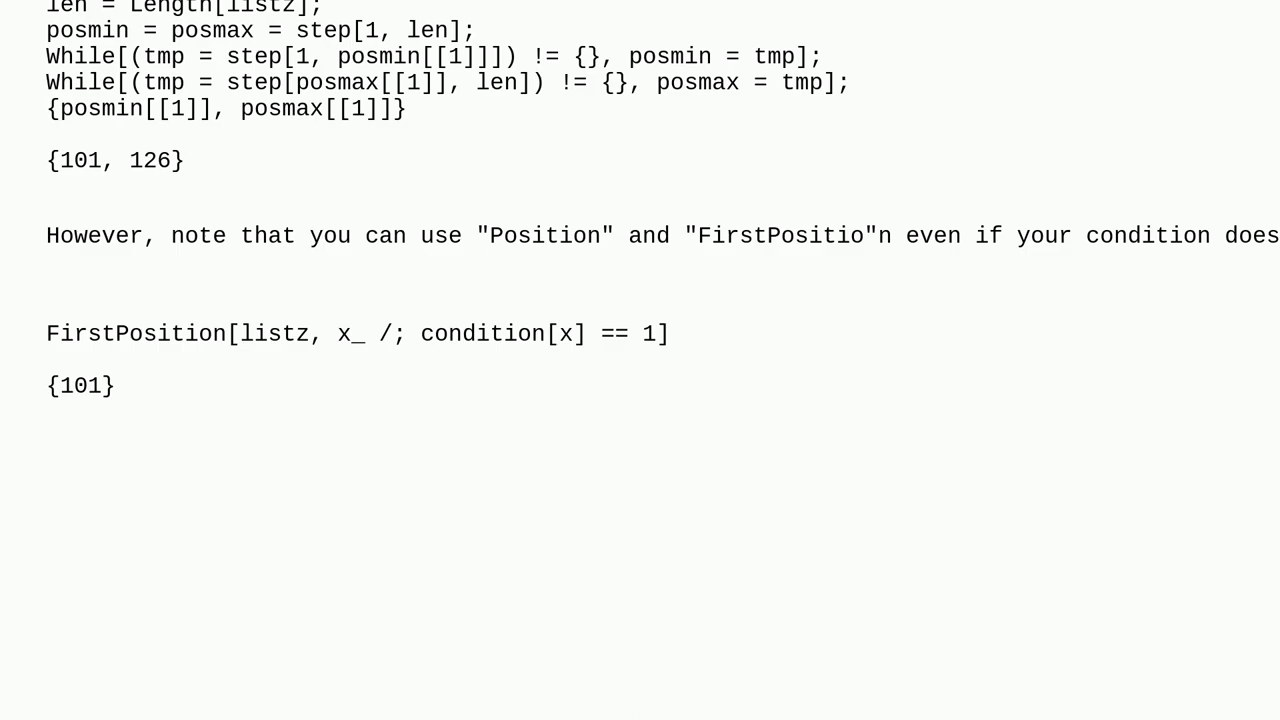 len = Length[listz];
posmin = posmax = step[1, len];
While[(tmp = step[1, posmin[[1]]]) != {}, posmin = tmp];
While[(tmp = step[posmax[[1]], len]) != {}, posmax = tmp];
{posmin[[1]], posmax[[1]]}
{101, 126}
However, note that you can use "Position" and "FirstPositio"n even if your condition does
FirstPosition[listz, x_ /; condition[x] == 1]
{101}